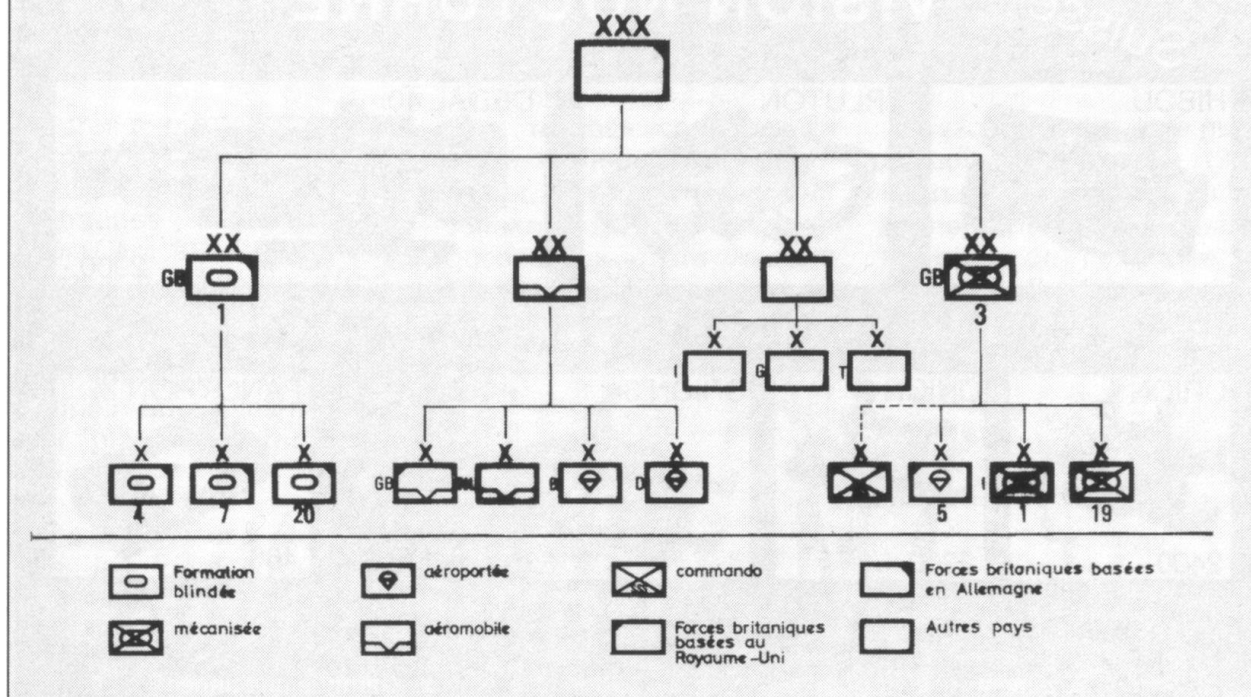 XXX
XX XX XX XX
GB GB
1 3
X X X
I G T
X X X X X X X X X X X
GB D I
4 7 20 5 1 19
Formation
blindée
aéroportée
commando
Forces britaniques basées
en Allemagne
mécanisée
aéromobile
Forces britaniques
basées au
Royaume-Uni
Autres pays